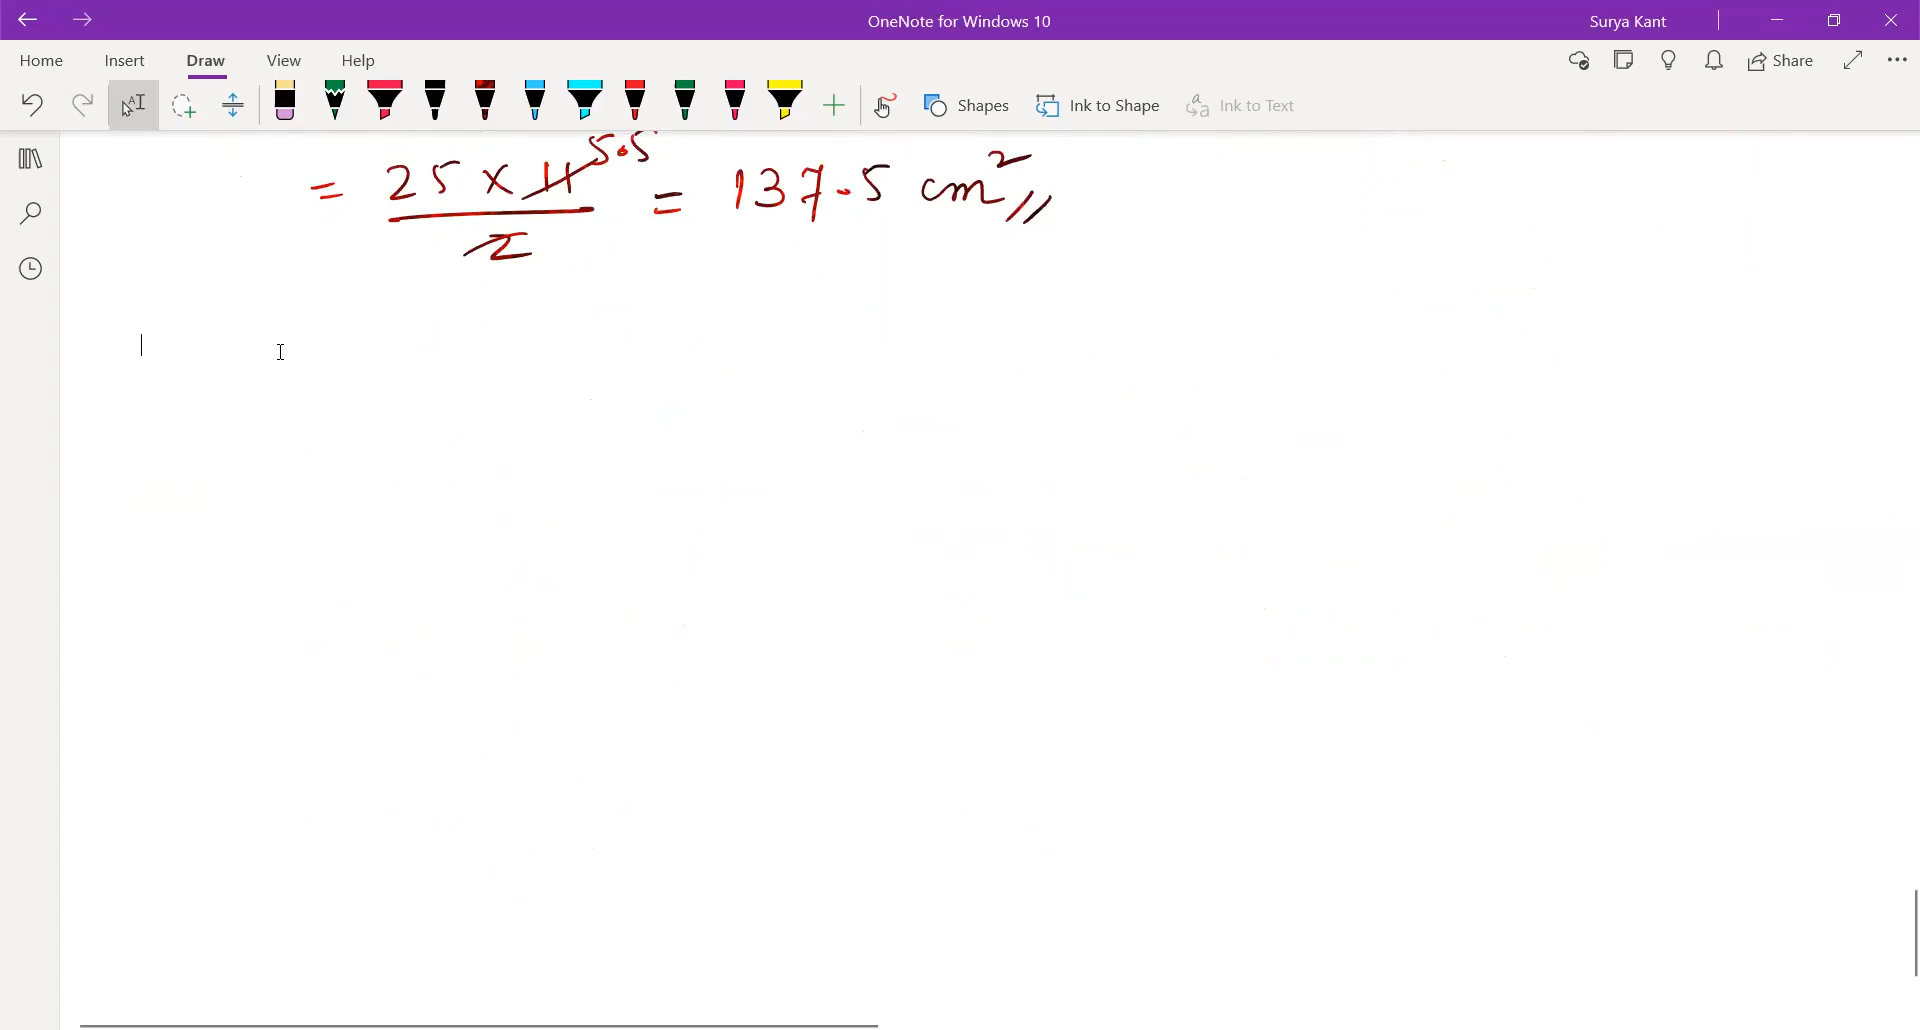 OneNote for Windows 10
Surya Kant
Home Insert Draw View Help
Share
Shapes Ink to Shape Ink to Text
5.5
= 25 × 11 = 137.5 cm²//
2